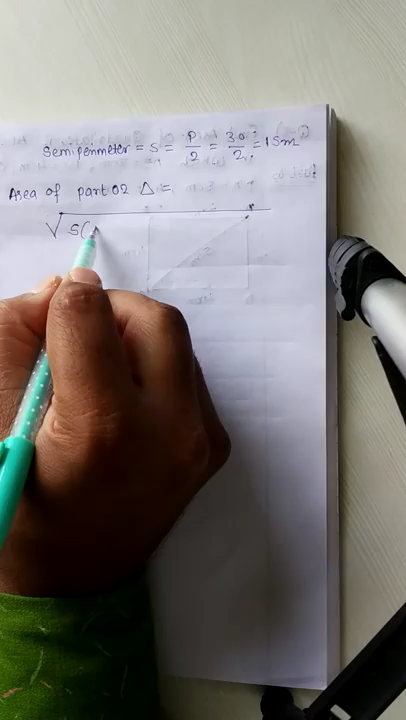 Semiperimeter = S = P/2 = 30/2 = 15m
Area of part 02 Δ =
√ S(